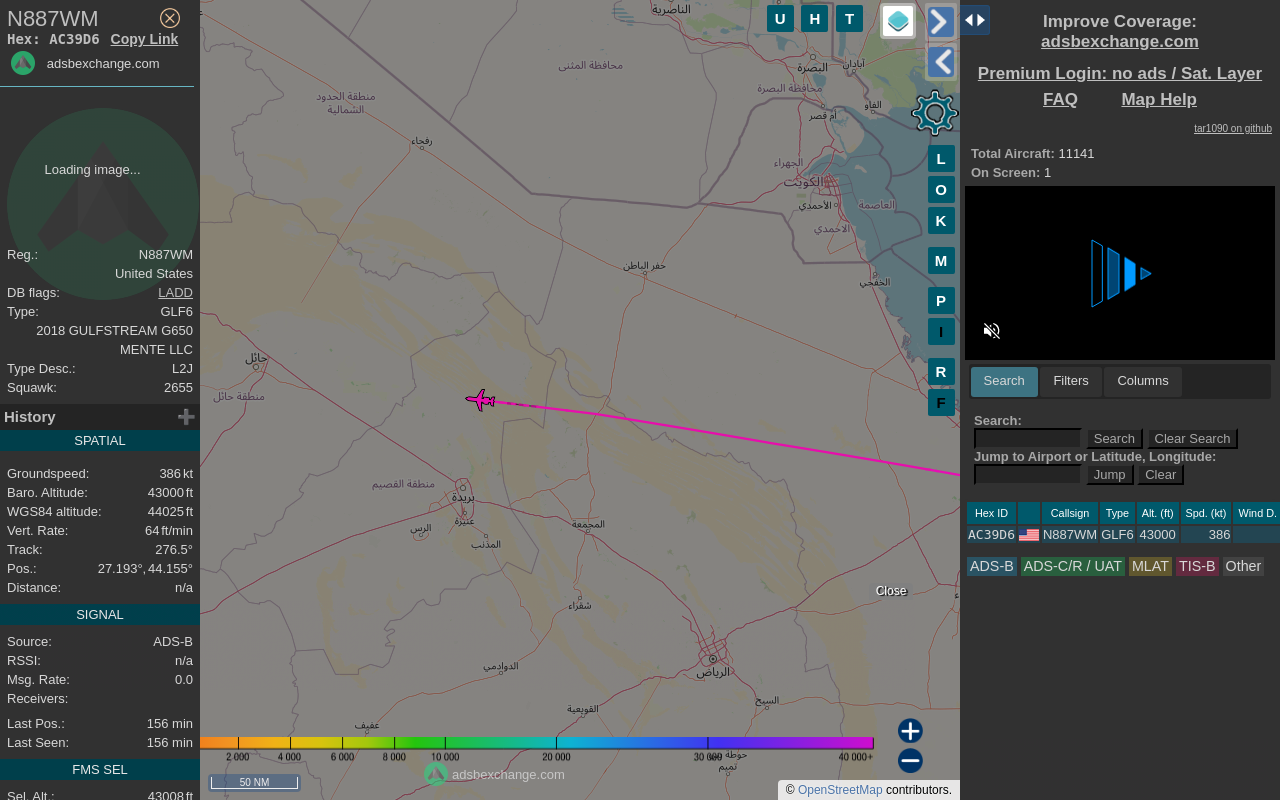 N887WM
Hex: AC39D6 Copy Link
adsbexchange.com
Loading image...
Reg.: N887WM
United States
DB flags: LADD
Type: GLF6
2018 GULFSTREAM G650
MENTE LLC
Type Desc.: L2J
Squawk: 2655
History
SPATIAL
Groundspeed: 386 kt
Baro. Altitude: 43000 ft
WGS84 altitude: 44025 ft
Vert. Rate: 64 ft/min
Track: 276.5°
Pos.: 27.193°, 44.155°
Distance: n/a
SIGNAL
Source: ADS-B
RSSI: n/a
Msg. Rate: 0.0
Receivers:
Last Pos.: 156 min
Last Seen: 156 min
FMS SEL
Sel. Alt.: 43008 ft
الناصرية
محافظة المثنى
البصرة
آبادان
محافظة البصرة
الفاو
أم قصر
منطقة الحدود
الشمالية
رفحاء
الجهراء
الكويت
العاصمة
الأحمدي
الاحمدي
حفر الباطن
الخفجي
حائل
منطقة حائل
منطقة القصيم
بريدة
عنيزة
الرس
المذنب
المجمعة
شقراء
الدوادمي
الرياض
السيح
القويعية
عفيف
حوطة بني
تميم
U H T
L
O
K
M
P
I
R
F
Close
2 000 4 000 6 000 8 000 10 000 20 000 30 000 40 000+
adsbexchange.com
50 NM
© OpenStreetMap contributors.
Improve Coverage:
adsbexchange.com
Premium Login: no ads / Sat. Layer
FAQ Map Help
tar1090 on github
Total Aircraft: 11141
On Screen: 1
Search Filters Columns
Search:
Search Clear Search
Jump to Airport or Latitude, Longitude:
Jump Clear
Hex ID Callsign Type Alt. (ft) Spd. (kt) Wind D.
AC39D6 N887WM GLF6 43000 386
ADS-B ADS-C/R / UAT MLAT TIS-B Other